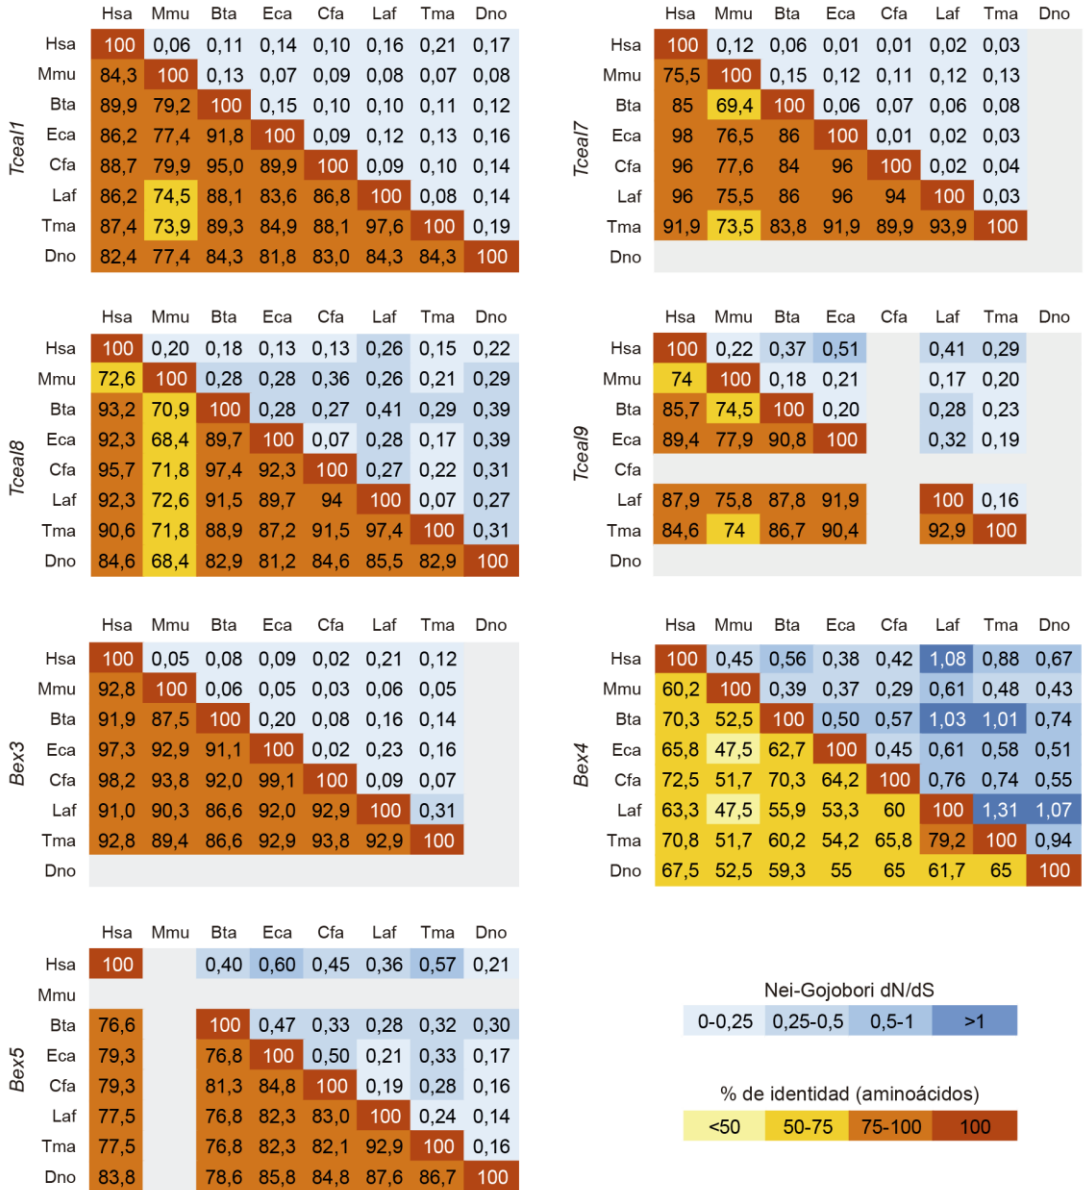 Hsa Mmu Bta Eca Cfa Laf Tma Dno
Tceal1
Hsa 100 0,06 0,11 0,14 0,10 0,16 0,21 0,17
Mmu 84,3 100 0,13 0,07 0,09 0,08 0,07 0,08
Bta 89,9 79,2 100 0,15 0,10 0,10 0,11 0,12
Eca 86,2 77,4 91,8 100 0,09 0,12 0,13 0,16
Cfa 88,7 79,9 95,0 89,9 100 0,09 0,10 0,14
Laf 86,2 74,5 88,1 83,6 86,8 100 0,08 0,14
Tma 87,4 73,9 89,3 84,9 88,1 97,6 100 0,19
Dno 82,4 77,4 84,3 81,8 83,0 84,3 84,3 100
Hsa Mmu Bta Eca Cfa Laf Tma Dno
Tceal7
Hsa 100 0,12 0,06 0,01 0,01 0,02 0,03
Mmu 75,5 100 0,15 0,12 0,11 0,12 0,13
Bta 85 69,4 100 0,06 0,07 0,06 0,08
Eca 98 76,5 86 100 0,01 0,02 0,03
Cfa 96 77,6 84 96 100 0,02 0,04
Laf 96 75,5 86 96 94 100 0,03
Tma 91,9 73,5 83,8 91,9 89,9 93,9 100
Dno
Hsa Mmu Bta Eca Cfa Laf Tma Dno
Tceal8
Hsa 100 0,20 0,18 0,13 0,13 0,26 0,15 0,22
Mmu 72,6 100 0,28 0,28 0,36 0,26 0,21 0,29
Bta 93,2 70,9 100 0,28 0,27 0,41 0,29 0,39
Eca 92,3 68,4 89,7 100 0,07 0,28 0,17 0,39
Cfa 95,7 71,8 97,4 92,3 100 0,27 0,22 0,31
Laf 92,3 72,6 91,5 89,7 94 100 0,07 0,27
Tma 90,6 71,8 88,9 87,2 91,5 97,4 100 0,31
Dno 84,6 68,4 82,9 81,2 84,6 85,5 82,9 100
Hsa Mmu Bta Eca Cfa Laf Tma Dno
Tceal9
Hsa 100 0,22 0,37 0,51 0,41 0,29
Mmu 74 100 0,18 0,21 0,17 0,20
Bta 85,7 74,5 100 0,20 0,28 0,23
Eca 89,4 77,9 90,8 100 0,32 0,19
Cfa
Laf 87,9 75,8 87,8 91,9 100 0,16
Tma 84,6 74 86,7 90,4 92,9 100
Dno
Hsa Mmu Bta Eca Cfa Laf Tma Dno
Bex3
Hsa 100 0,05 0,08 0,09 0,02 0,21 0,12
Mmu 92,8 100 0,06 0,05 0,03 0,06 0,05
Bta 91,9 87,5 100 0,20 0,08 0,16 0,14
Eca 97,3 92,9 91,1 100 0,02 0,23 0,16
Cfa 98,2 93,8 92,0 99,1 100 0,09 0,07
Laf 91,0 90,3 86,6 92,0 92,9 100 0,31
Tma 92,8 89,4 86,6 92,9 93,8 92,9 100
Dno
Hsa Mmu Bta Eca Cfa Laf Tma Dno
Bex4
Hsa 100 0,45 0,56 0,38 0,42 1,08 0,88 0,67
Mmu 60,2 100 0,39 0,37 0,29 0,61 0,48 0,43
Bta 70,3 52,5 100 0,50 0,57 1,03 1,01 0,74
Eca 65,8 47,5 62,7 100 0,45 0,61 0,58 0,51
Cfa 72,5 51,7 70,3 64,2 100 0,76 0,74 0,55
Laf 63,3 47,5 55,9 53,3 60 100 1,31 1,07
Tma 70,8 51,7 60,2 54,2 65,8 79,2 100 0,94
Dno 67,5 52,5 59,3 55 65 61,7 65 100
Hsa Mmu Bta Eca Cfa Laf Tma Dno
Bex5
Hsa 100 0,40 0,60 0,45 0,36 0,57 0,21
Mmu
Bta 76,6 100 0,47 0,33 0,28 0,32 0,30
Eca 79,3 76,8 100 0,50 0,21 0,33 0,17
Cfa 79,3 81,3 84,8 100 0,19 0,28 0,16
Laf 77,5 76,8 82,3 83,0 100 0,24 0,14
Tma 77,5 76,8 82,3 82,1 92,9 100 0,16
Dno 83,8 78,6 85,8 84,8 87,6 86,7 100
Nei-Gojobori dN/dS
0-0,25 0,25-0,5 0,5-1 >1
% de identidad (aminoácidos)
<50 50-75 75-100 100